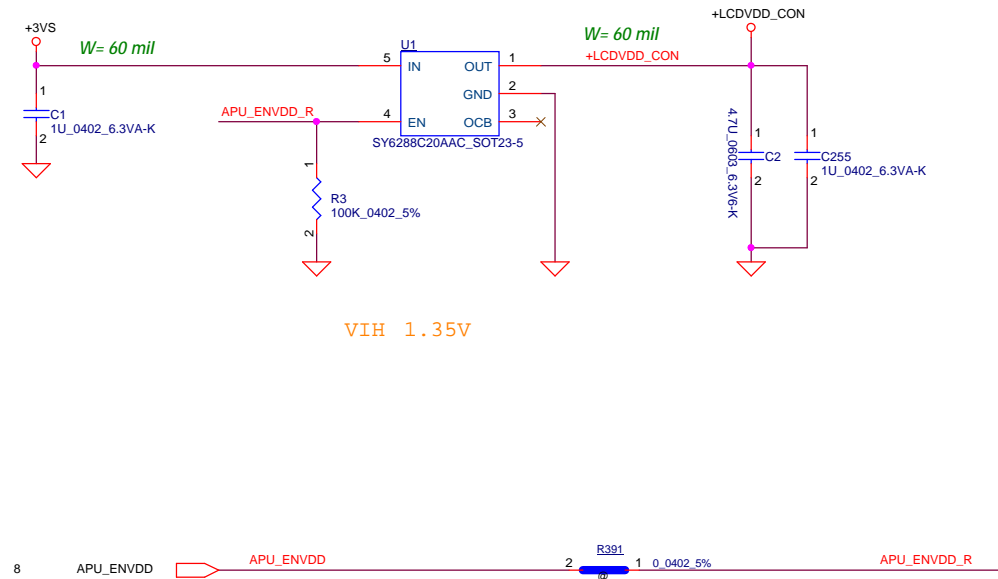 +3VS
W= 60 mil
1
C1
1U_0402_6.3VA-K
2
U1
5 IN OUT 1
GND 2
APU_ENVDD_R 4 EN OCB 3
SY6288C20AAC_SOT23-5
1
R3
100K_0402_5%
2
+LCDVDD_CON
W= 60 mil
+LCDVDD_CON
4.7U_0603_6.3V6-K
1
C2
2
1
C255
1U_0402_6.3VA-K
2
VIH 1.35V
8 APU_ENVDD APU_ENVDD 2 R391 1 0_0402_5% APU_ENVDD_R
@